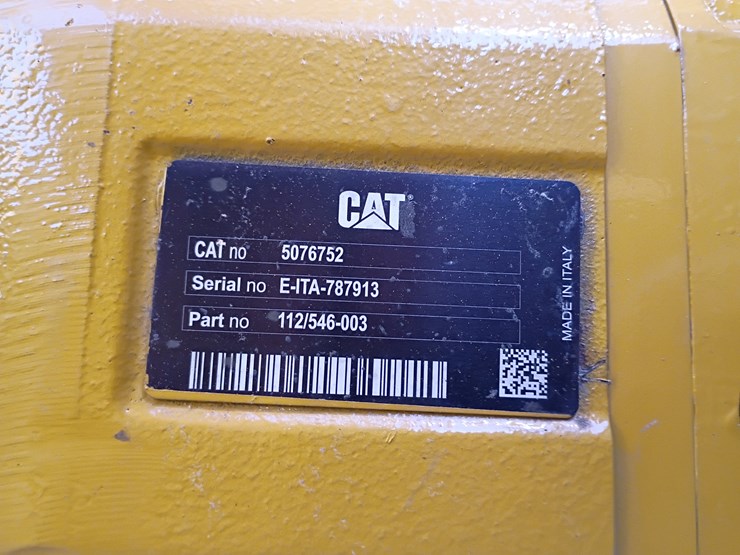 CAT
CAT no 5076752
Serial no E-ITA-787913
Part no 112/546-003
MADE IN ITALY